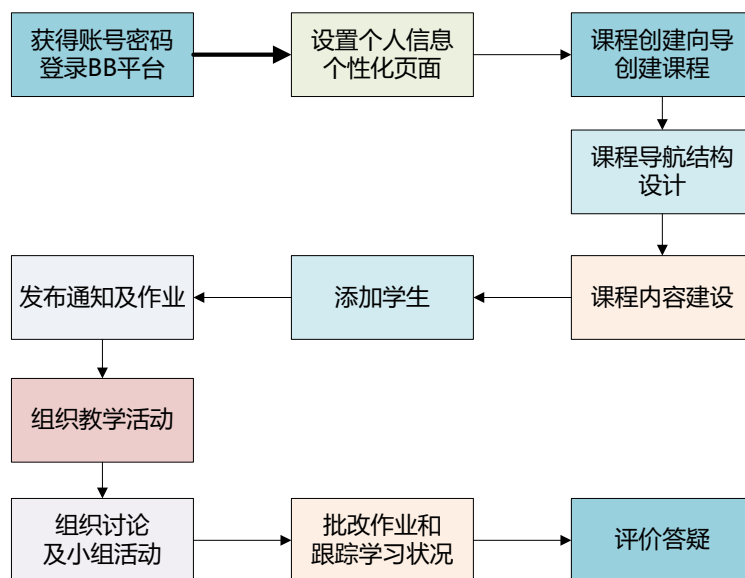 获得账号密码
登录BB平台
设置个人信息
个性化页面
课程创建向导
创建课程
课程导航结构
设计
课程内容建设
添加学生
发布通知及作业
组织教学活动
组织讨论
及小组活动
批改作业和
跟踪学习状况
评价答疑